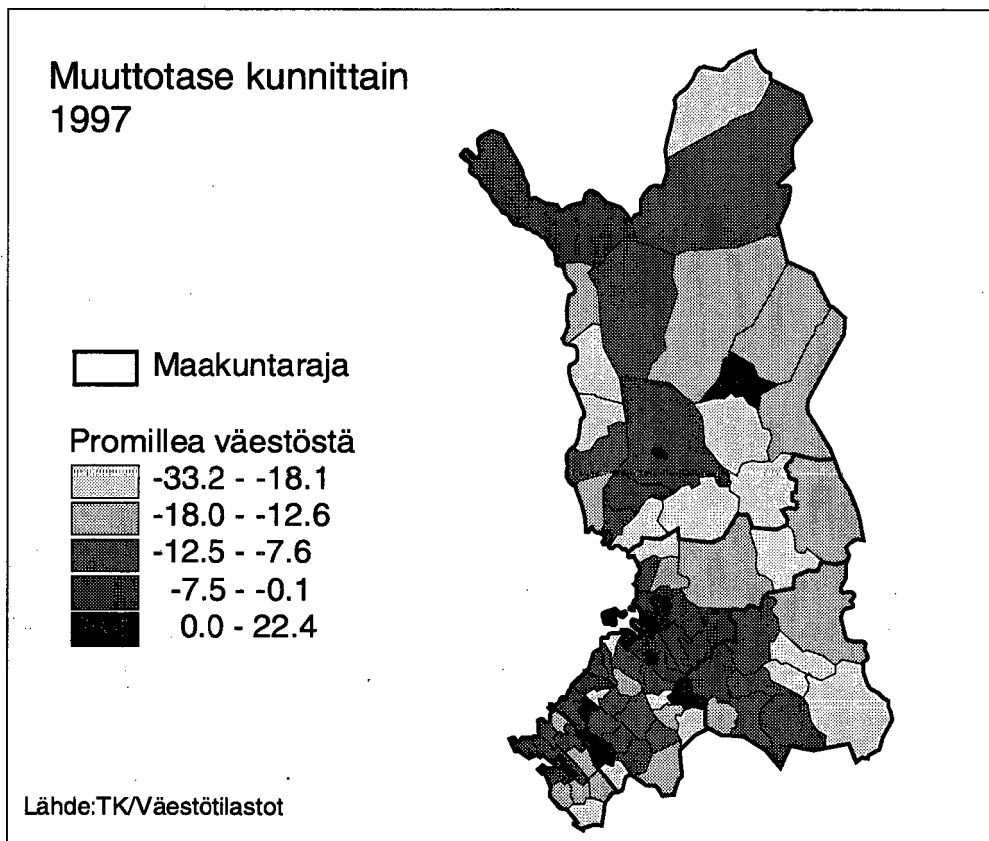 Muuttotase kunnittain
1997
Maakuntaraja
Promillea väestöstä
-33.2 - -18.1
-18.0 - -12.6
-12.5 - -7.6
-7.5 - -0.1
0.0 - 22.4
Lähde:TK/Väestötilastot